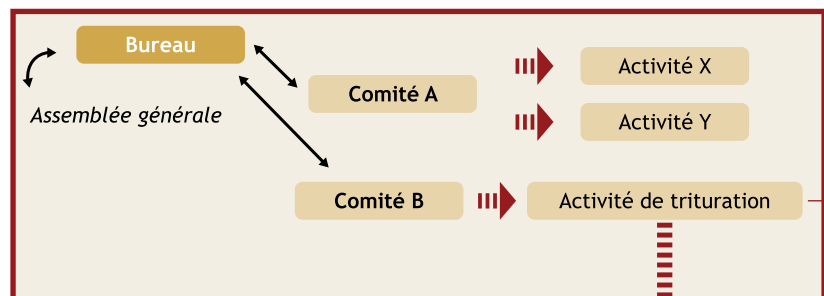 Bureau
Activité X
Comité A
Assemblée générale
Activité Y
Comité B
Activité de trituration